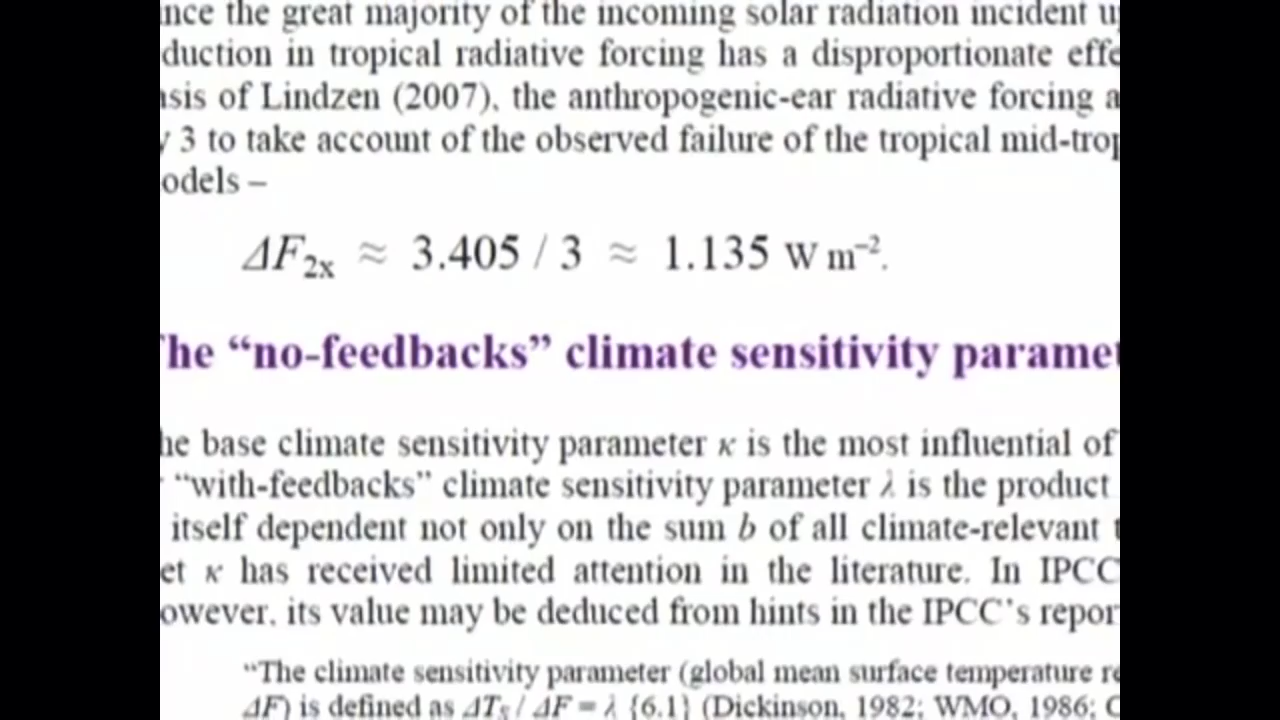 nce the great majority of the incoming solar radiation incident u
duction in tropical radiative forcing has a disproportionate effe
sis of Lindzen (2007), the anthropogenic-ear radiative forcing a
3 to take account of the observed failure of the tropical mid-trop
odels –
ΔF₂ₓ ≈ 3.405 / 3 ≈ 1.135 W m⁻².
he “no-feedbacks” climate sensitivity paramet
he base climate sensitivity parameter κ is the most influential of
“with-feedbacks” climate sensitivity parameter λ is the product
itself dependent not only on the sum b of all climate-relevant t
et κ has received limited attention in the literature. In IPCC
owever, its value may be deduced from hints in the IPCC’s repor
“The climate sensitivity parameter (global mean surface temperature re
ΔF) is defined as ΔTₛ / ΔF = λ {6.1} (Dickinson, 1982; WMO, 1986; C